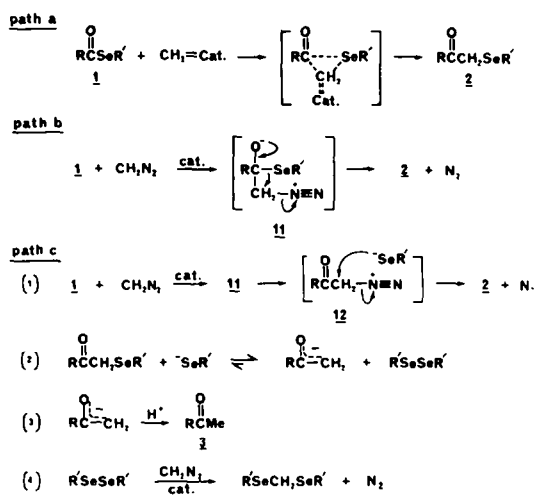 path a
RCSeR′ + CH₂=Cat. ⟶ [ RC----SeR′ CH₂ Cat. ] ⟶ RCCH₂SeR′
O O O
1 2
path b
1 + CH₂N₂ cat. ⟶ [ O⁻ RC–SeR′ CH₂–N⁺≡N ] ⟶ 2 + N₂
11
path c
(1) 1 + CH₂N₂ cat. ⟶ 11 ⟶ [ O RCCH₂–N⁺≡N ⁻SeR′ ] ⟶ 2 + N.
12
(2) O RCCH₂SeR′ + ⁻SeR′ ⇌ O RC=CH₂ + R′SeSeR′
(3) O RC=CH₂ H⁺ ⟶ O RCMe
3
(4) R′SeSeR′ CH₂N₂ cat. ⟶ R′SeCH₂SeR′ + N₂